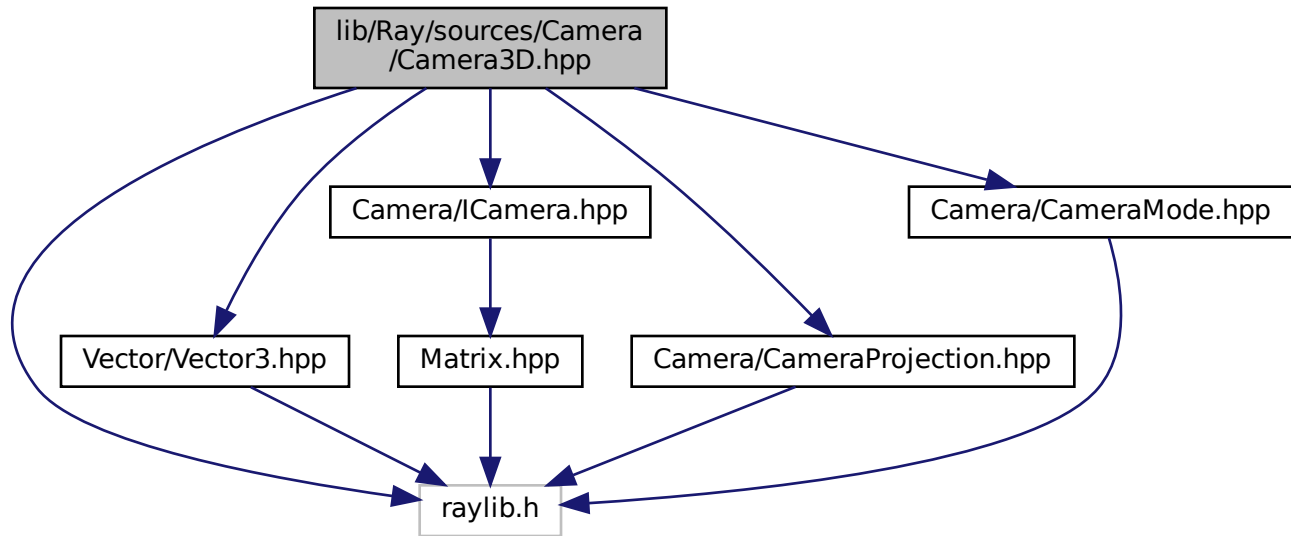 lib/Ray/sources/Camera
/Camera3D.hpp
Camera/ICamera.hpp
Camera/CameraMode.hpp
Vector/Vector3.hpp
Matrix.hpp
Camera/CameraProjection.hpp
raylib.h